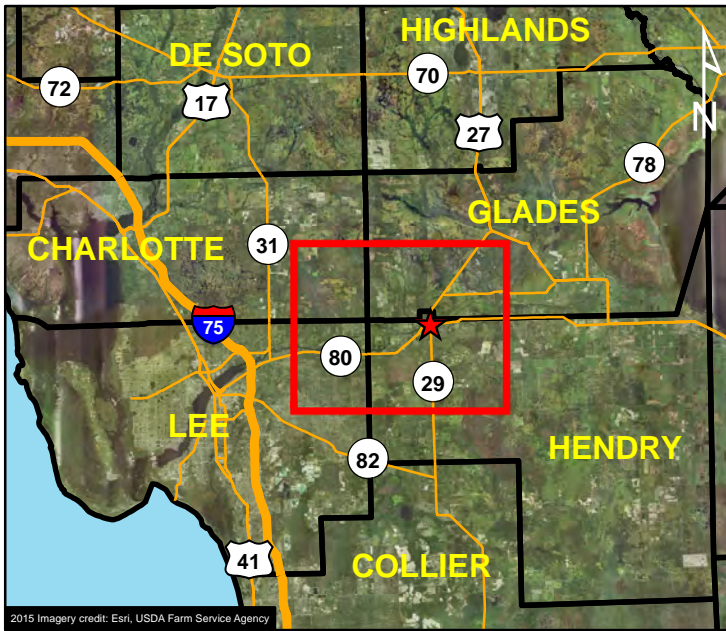 HIGHLANDS
DE SOTO
72
70
17
27
78
N
GLADES
CHARLOTTE
31
75
80
29
LEE
HENDRY
82
41
COLLIER
2015 Imagery credit: Esri, USDA Farm Service Agency